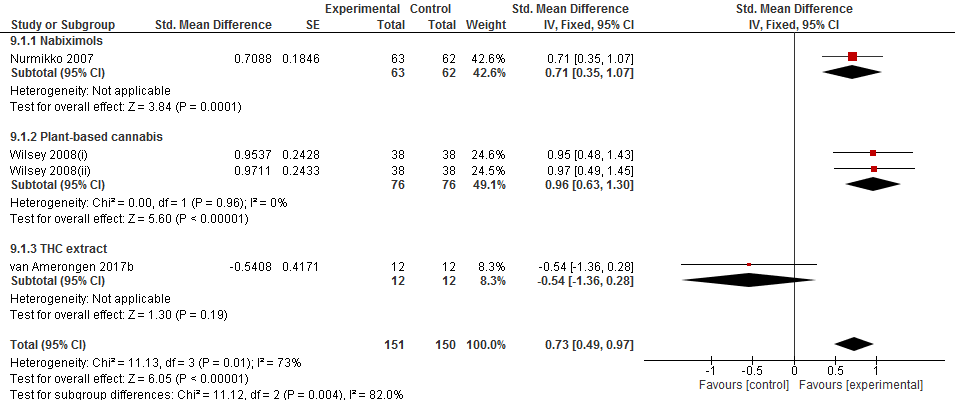 Experimental Control Std. Mean Difference Std. Mean Difference
Study or Subgroup Std. Mean Difference SE Total Total Weight IV, Fixed, 95% CI IV, Fixed, 95% CI
9.1.1 Nabiximols
Nurmikko 2007 0.7088 0.1846 63 62 42.6% 0.71 [0.35, 1.07]
Subtotal (95% CI) 63 62 42.6% 0.71 [0.35, 1.07]
Heterogeneity: Not applicable
Test for overall effect: Z = 3.84 (P = 0.0001)
9.1.2 Plant-based cannabis
Wilsey 2008(i) 0.9537 0.2428 38 38 24.6% 0.95 [0.48, 1.43]
Wilsey 2008(ii) 0.9711 0.2433 38 38 24.5% 0.97 [0.49, 1.45]
Subtotal (95% CI) 76 76 49.1% 0.96 [0.63, 1.30]
Heterogeneity: Chi² = 0.00, df = 1 (P = 0.96); I² = 0%
Test for overall effect: Z = 5.60 (P < 0.00001)
9.1.3 THC extract
van Amerongen 2017b -0.5408 0.4171 12 12 8.3% -0.54 [-1.36, 0.28]
Subtotal (95% CI) 12 12 8.3% -0.54 [-1.36, 0.28]
Heterogeneity: Not applicable
Test for overall effect: Z = 1.30 (P = 0.19)
Total (95% CI) 151 150 100.0% 0.73 [0.49, 0.97]
Heterogeneity: Chi² = 11.13, df = 3 (P = 0.01); I² = 73%
Test for overall effect: Z = 6.05 (P < 0.00001)
Test for subgroup differences: Chi² = 11.12, df = 2 (P = 0.004), I² = 82.0%
-1 -0.5 0 0.5 1
Favours [control] Favours [experimental]